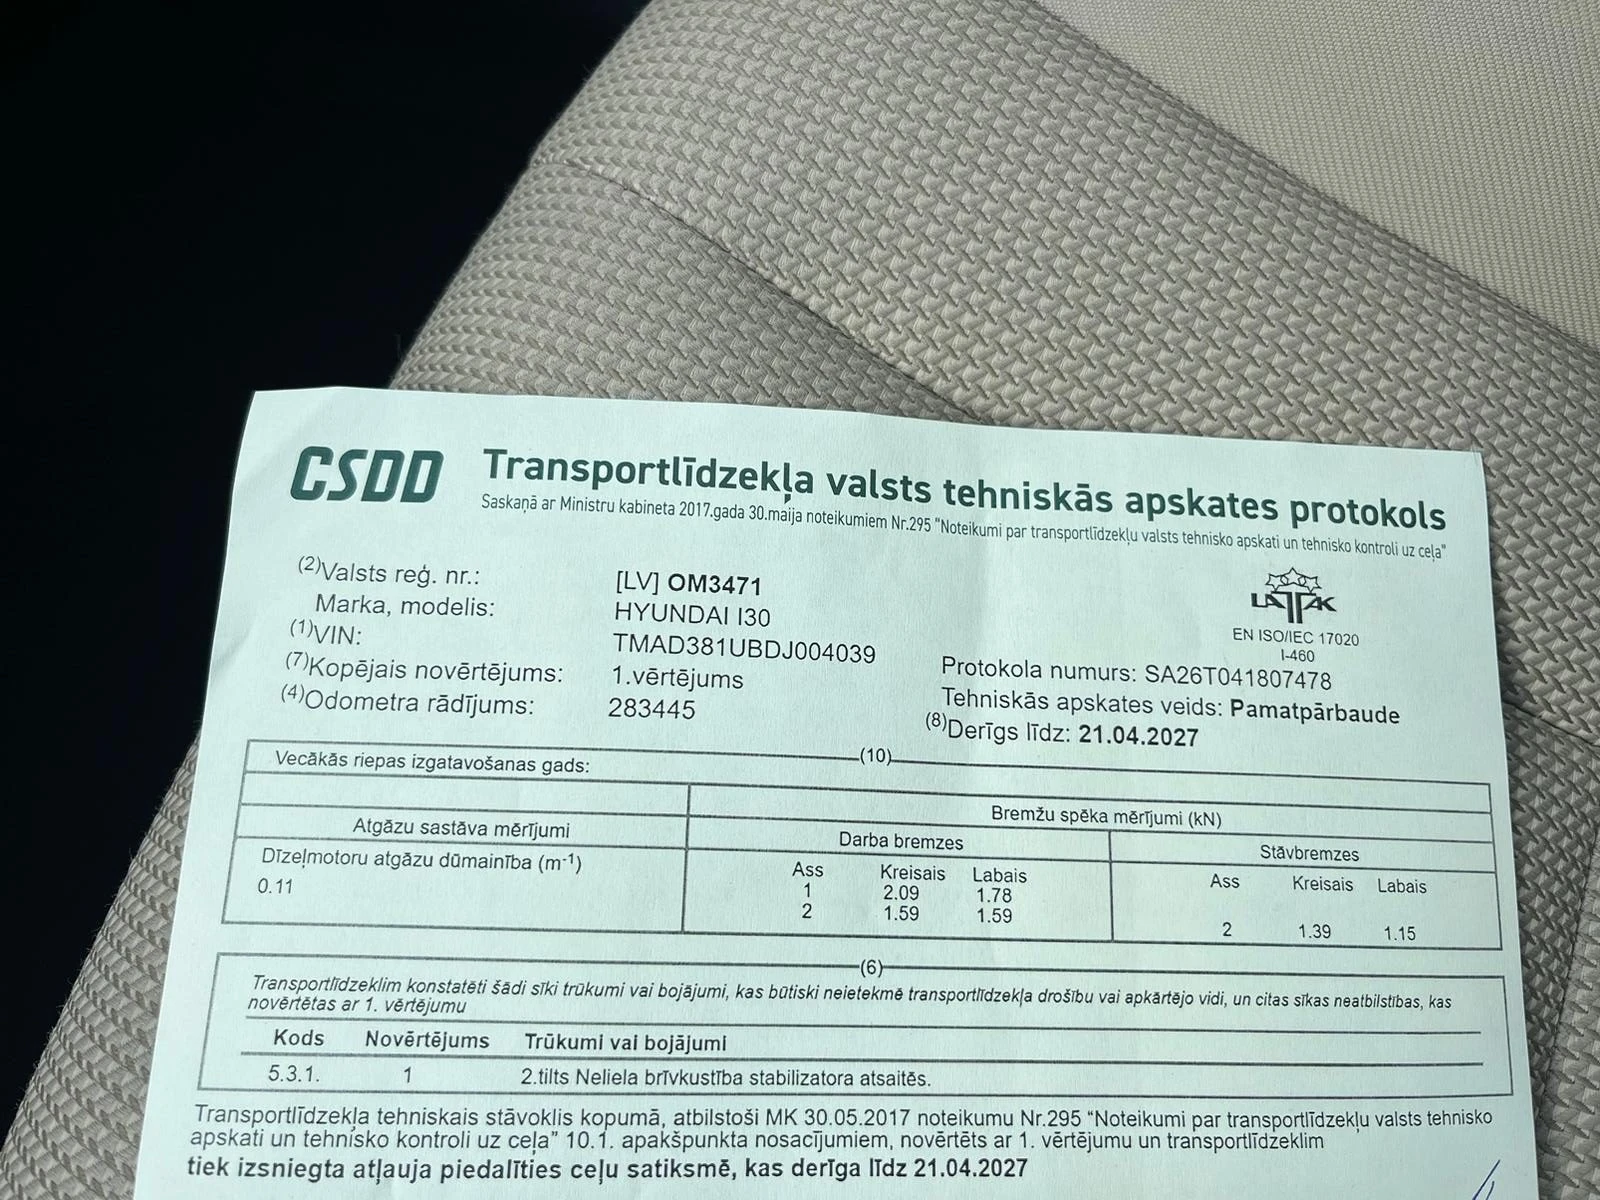 CSDD
Transportlīdzekļa valsts tehniskās apskates protokols
Saskaņā ar Ministru kabineta 2017.gada 30.maija noteikumiem Nr.295 "Noteikumi par transportlīdzekļu valsts tehnisko apskati un tehnisko kontroli uz ceļa"
(2)Valsts reģ. nr.: [LV] OM3471
Marka, modelis: HYUNDAI I30
(1)VIN: TMAD381UBDJ004039
(7)Kopējais novērtējums: 1.vērtējums
(4)Odometra rādījums: 283445
LATAK
EN ISO/IEC 17020
I-460
Protokola numurs: SA26T041807478
Tehniskās apskates veids: Pamatpārbaude
(8)Derīgs līdz: 21.04.2027
(10)
Vecākās riepas izgatavošanas gads:
Bremžu spēka mērījumi (kN)
Atgāzu sastāva mērījumi Darba bremzes Stāvbremzes
Dīzeļmotoru atgāzu dūmainība (m-1) Ass Kreisais Labais Ass Kreisais Labais
0.11 1 2.09 1.78
2 1.59 1.59 2 1.39 1.15
(6)
Transportlīdzeklim konstatēti šādi sīki trūkumi vai bojājumi, kas būtiski neietekmē transportlīdzekļa drošību vai apkārtējo vidi, un citas sīkas neatbilstības, kas
novērtētas ar 1. vērtējumu
Kods Novērtējums Trūkumi vai bojājumi
5.3.1. 1 2.tilts Neliela brīvkustība stabilizatora atsaitēs.
Transportlīdzekļa tehniskais stāvoklis kopumā, atbilstoši MK 30.05.2017 noteikumu Nr.295 “Noteikumi par transportlīdzekļu valsts tehnisko
apskati un tehnisko kontroli uz ceļa” 10.1. apakšpunkta nosacījumiem, novērtēts ar 1. vērtējumu un transportlīdzeklim
tiek izsniegta atļauja piedalīties ceļu satiksmē, kas derīga līdz 21.04.2027